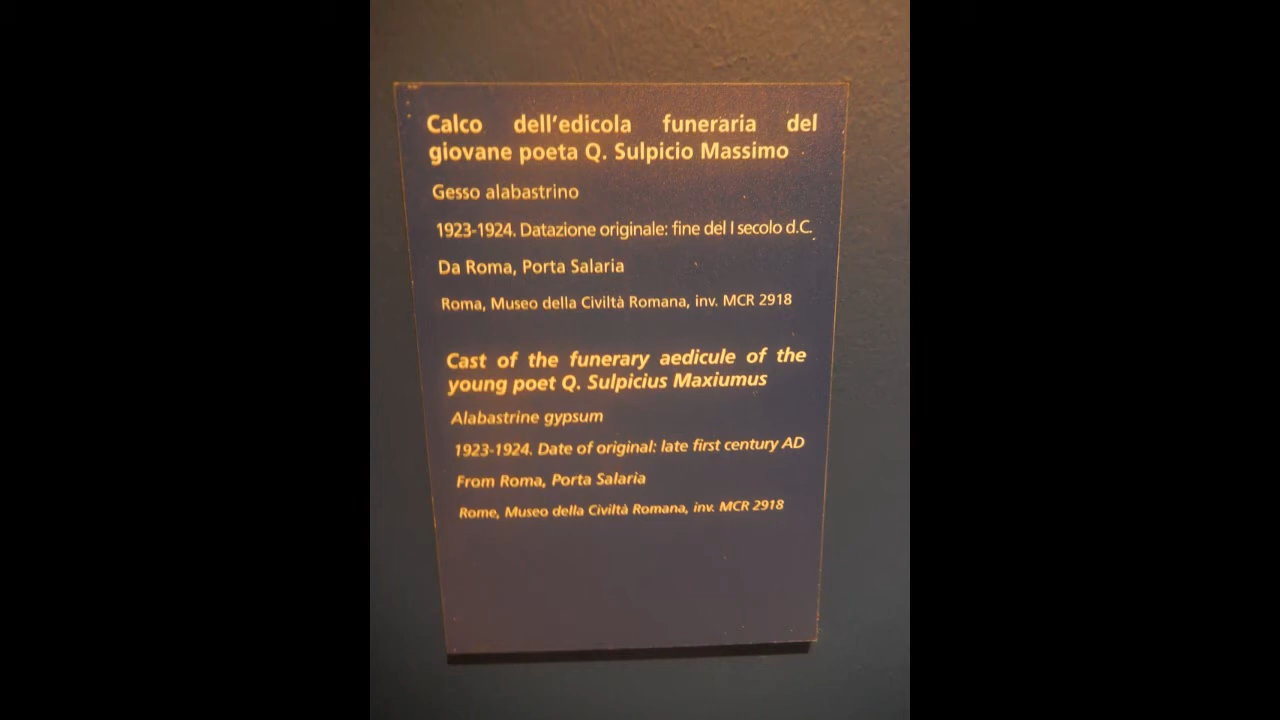 Calco dell'edicola funeraria del
giovane poeta Q. Sulpicio Massimo
Gesso alabastrino
1923-1924. Datazione originale: fine del I secolo d.C.
Da Roma, Porta Salaria
Roma, Museo della Civiltà Romana, inv. MCR 2918
Cast of the funerary aedicule of the
young poet Q. Sulpicius Maxiumus
Alabastrine gypsum
1923-1924. Date of original: late first century AD
From Roma, Porta Salaria
Rome, Museo della Civiltà Romana, inv. MCR 2918